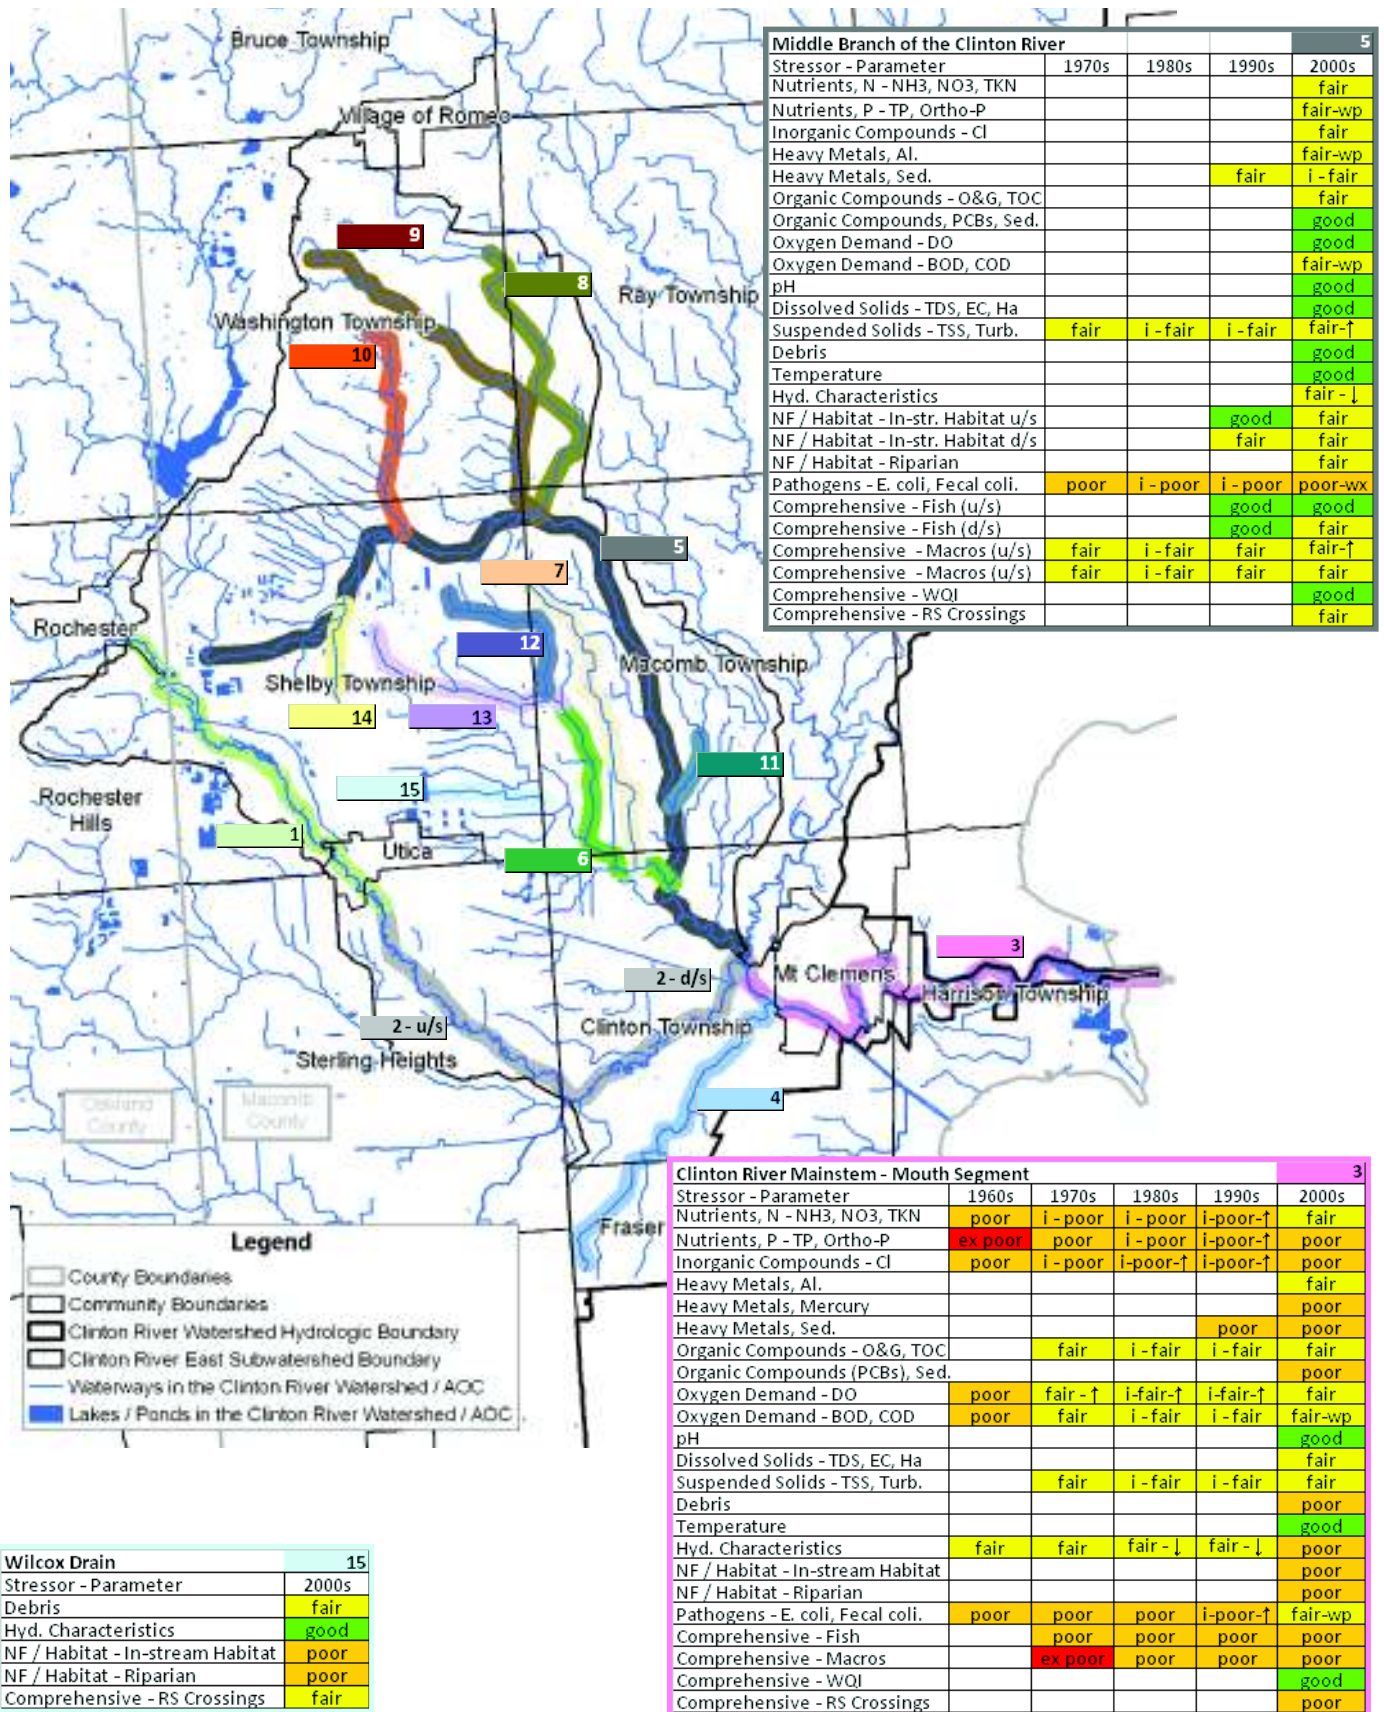 Bruce Township
Village of Romeo
9
8
Ray Township
Washington Township
10
5
7
Rochester
12
Macomb Township
Shelby Township
14
13
11
15
Rochester
Hills
1
Utica
6
3
Mt Clemens
2 - d/s
Harrison Township
2 - u/s
Clinton Township
Sterling Heights
4
Oakland
County
Macomb
County
Fraser
Legend
County Boundaries
Community Boundaries
Clinton River Watershed Hydrologic Boundary
Clinton River East Subwatershed Boundary
Waterways in the Clinton River Watershed / AOC
Lakes / Ponds in the Clinton River Watershed / AOC
Middle Branch of the Clinton River 5
Stressor - Parameter 1970s 1980s 1990s 2000s
Nutrients, N - NH3, NO3, TKN fair
Nutrients, P - TP, Ortho-P fair-wp
Inorganic Compounds - Cl fair
Heavy Metals, Al. fair-wp
Heavy Metals, Sed. fair i - fair
Organic Compounds - O&G, TOC fair
Organic Compounds, PCBs, Sed. good
Oxygen Demand - DO good
Oxygen Demand - BOD, COD fair-wp
pH good
Dissolved Solids - TDS, EC, Ha good
Suspended Solids - TSS, Turb. fair i - fair i - fair fair-↑
Debris good
Temperature good
Hyd. Characteristics fair - ↓
NF / Habitat - In-str. Habitat u/s good fair
NF / Habitat - In-str. Habitat d/s fair fair
NF / Habitat - Riparian fair
Pathogens - E. coli, Fecal coli. poor i - poor i - poor poor-wx
Comprehensive - Fish (u/s) good good
Comprehensive - Fish (d/s) good fair
Comprehensive - Macros (u/s) fair i - fair fair fair-↑
Comprehensive - Macros (u/s) fair i - fair fair fair
Comprehensive - WQI good
Comprehensive - RS Crossings fair
Clinton River Mainstem - Mouth Segment 3
Stressor - Parameter 1960s 1970s 1980s 1990s 2000s
Nutrients, N - NH3, NO3, TKN poor i - poor i - poor i-poor-↑ fair
Nutrients, P - TP, Ortho-P ex poor poor i - poor i-poor-↑ poor
Inorganic Compounds - Cl poor i - poor i-poor-↑ i-poor-↑ poor
Heavy Metals, Al. fair
Heavy Metals, Mercury poor
Heavy Metals, Sed. poor poor
Organic Compounds - O&G, TOC fair i - fair i - fair fair
Organic Compounds (PCBs), Sed. poor
Oxygen Demand - DO poor fair - ↑ i-fair-↑ i-fair-↑ fair
Oxygen Demand - BOD, COD poor fair i - fair i - fair fair-wp
pH good
Dissolved Solids - TDS, EC, Ha fair
Suspended Solids - TSS, Turb. fair i - fair i - fair fair
Debris poor
Temperature good
Hyd. Characteristics fair fair fair - ↓ fair - ↓ poor
NF / Habitat - In-stream Habitat poor
NF / Habitat - Riparian poor
Pathogens - E. coli, Fecal coli. poor poor poor i-poor-↑ fair-wp
Comprehensive - Fish poor poor poor poor
Comprehensive - Macros ex poor poor poor poor
Comprehensive - WQI good
Comprehensive - RS Crossings poor
Wilcox Drain 15
Stressor - Parameter 2000s
Debris fair
Hyd. Characteristics good
NF / Habitat - In-stream Habitat poor
NF / Habitat - Riparian poor
Comprehensive - RS Crossings fair